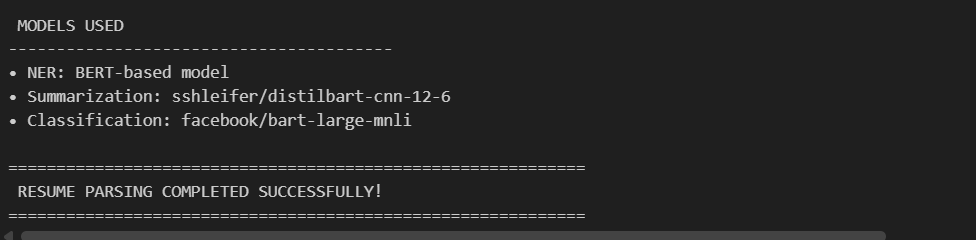 MODELS USED
----------------------------------------
• NER: BERT-based model
• Summarization: sshleifer/distilbart-cnn-12-6
• Classification: facebook/bart-large-mnli
============================================================
RESUME PARSING COMPLETED SUCCESSFULLY!
============================================================